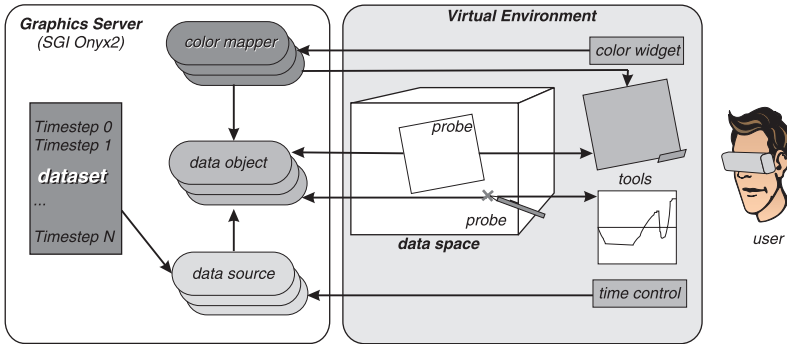 Graphics Server
(SGI Onyx2)
color mapper
Timestep 0
Timestep 1
dataset
...
Timestep N
data object
data source
Virtual Environment
color widget
probe
probe
data space
tools
time control
user